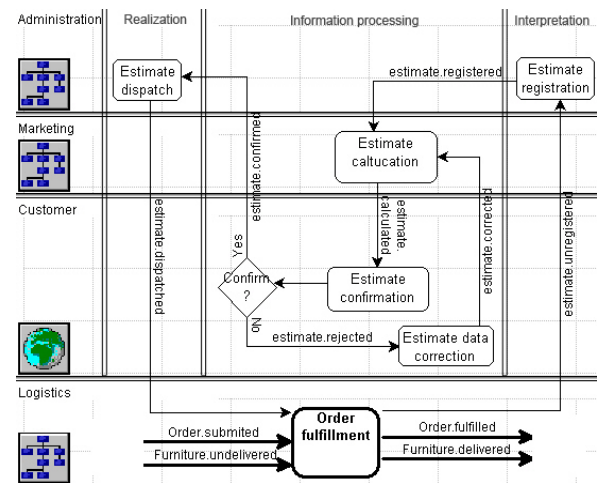 Administration
Realization
Information processing
Interpretation
Estimate
dispatch
estimate.registered
Estimate
registration
Marketing
estimate.confirmed
Estimate
caltucation
Customer
estimate.dispatched
Yes
estimate.
calculated
estimate.corrected
estimate.unregistered
Confirm
?
Estimate
confirmation
No
estimate.rejected
Estimate data
correction
Logistics
Order
fulfillment
Order.submited
Order.fulfilled
Furniture.undelivered
Furniture.delivered